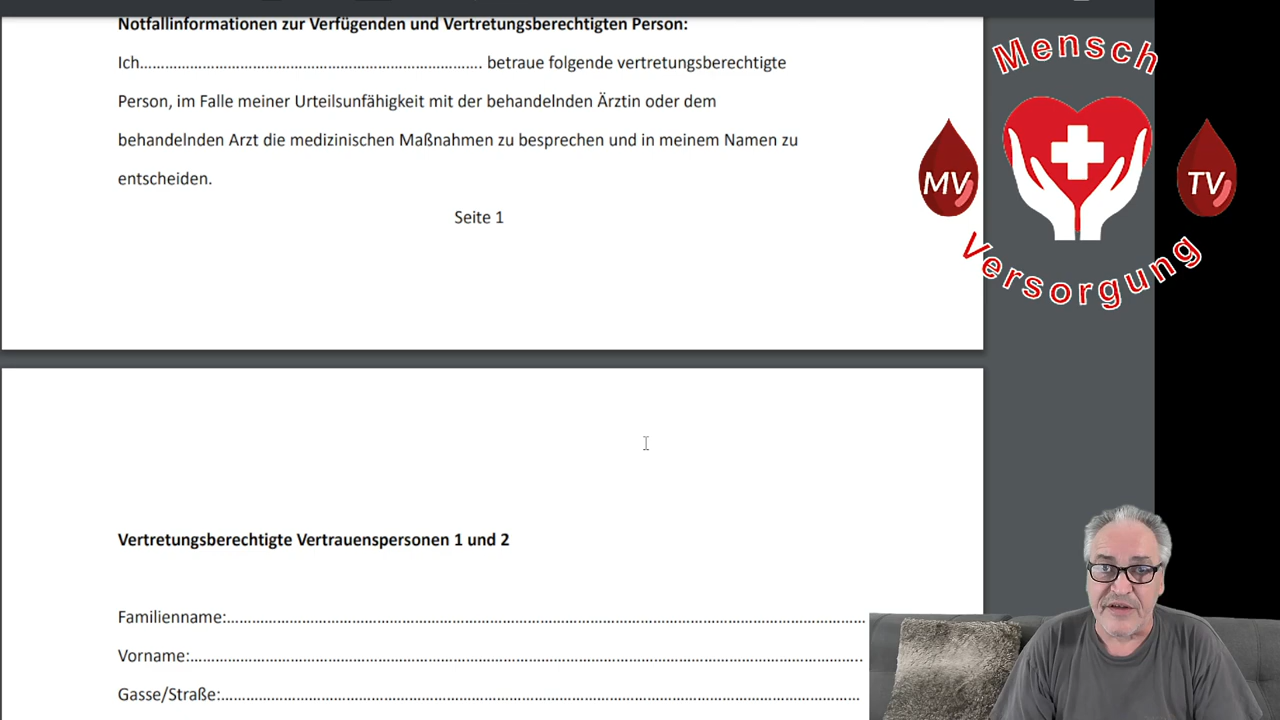 Notfallinformationen zur Verfügenden und Vertretungsberechtigten Person:
Ich……………………………………………………………………… betraue folgende vertretungsberechtigte
Person, im Falle meiner Urteilsunfähigkeit mit der behandelnden Ärztin oder dem
behandelnden Arzt die medizinischen Maßnahmen zu besprechen und in meinem Namen zu
entscheiden.
Seite 1
Vertretungsberechtigte Vertrauenspersonen 1 und 2
Familienname:……………………………………………………………………………………………………………………………
Vorname:……………………………………………………………………………………………………………………………………
Gasse/Straße:……………………………………………………………………………………………………………………………
Mensch
MV
TV
Versorgung